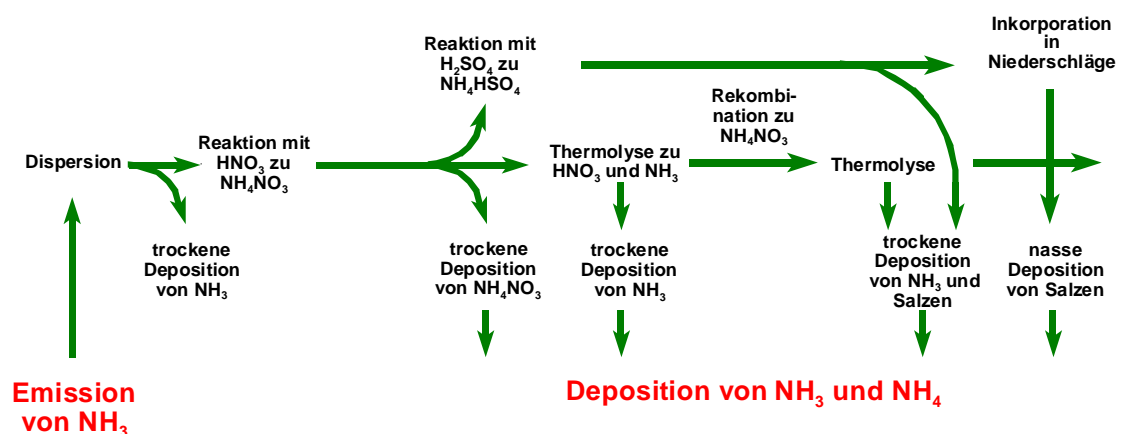 Reaktion mit
H₂SO₄ zu
NH₄HSO₄
Inkorporation
in
Niederschläge
Rekombi-
nation zu
NH₄NO₃
Dispersion
Reaktion mit
HNO₃ zu
NH₄NO₃
Thermolyse zu
HNO₃ und NH₃
Thermolyse
trockene
Deposition
von NH₃
trockene
Deposition
von NH₄NO₃
trockene
Deposition
von NH₃
trockene
Deposition
von NH₃ und
Salzen
nasse
Deposition
von Salzen
Emission
von NH₃
Deposition von NH₃ und NH₄